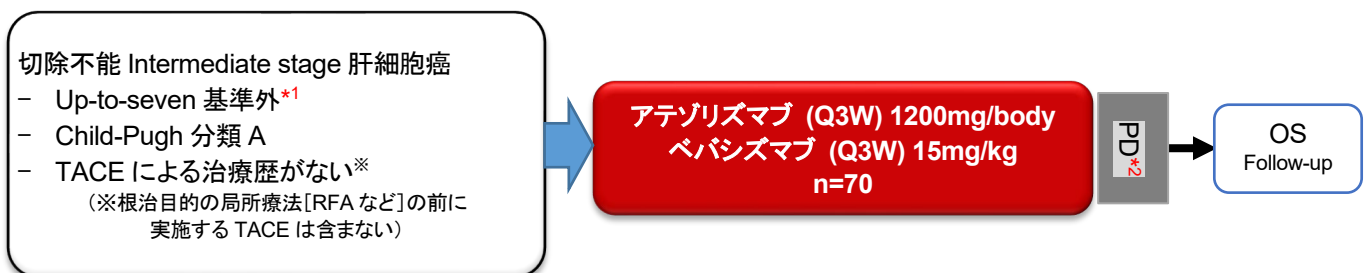 切除不能 Intermediate stage 肝細胞癌
− Up-to-seven 基準外*1
− Child-Pugh 分類 A
− TACE による治療歴がない※
（※根治目的の局所療法[RFA など]の前に
実施する TACE は含まない）
アテゾリズマブ (Q3W) 1200mg/body
ベバシズマブ (Q3W) 15mg/kg
n=70
PD*2
OS
Follow-up